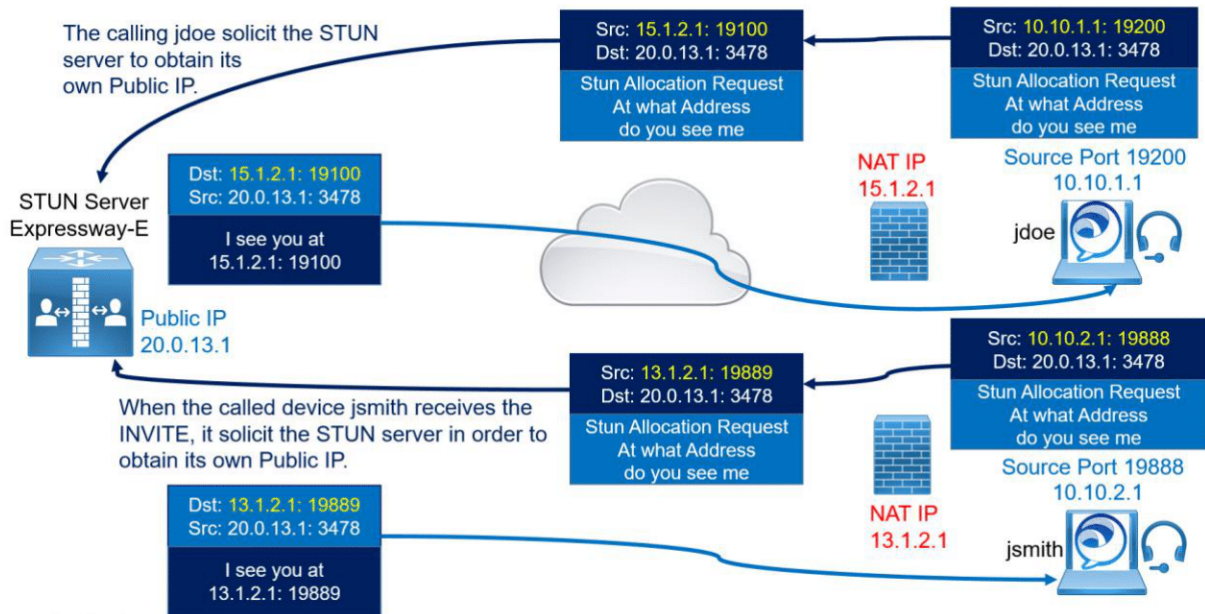 The calling jdoe solicit the STUN
server to obtain its
own Public IP.
Src: 15.1.2.1: 19100
Dst: 20.0.13.1: 3478
Stun Allocation Request
At what Address
do you see me
Src: 10.10.1.1: 19200
Dst: 20.0.13.1: 3478
Stun Allocation Request
At what Address
do you see me
STUN Server
Expressway-E
Dst: 15.1.2.1: 19100
Src: 20.0.13.1: 3478
I see you at
15.1.2.1: 19100
NAT IP
15.1.2.1
Source Port 19200
10.10.1.1
jdoe
Public IP
20.0.13.1
Src: 13.1.2.1: 19889
Dst: 20.0.13.1: 3478
Stun Allocation Request
At what Address
do you see me
Src: 10.10.2.1: 19888
Dst: 20.0.13.1: 3478
Stun Allocation Request
At what Address
do you see me
When the called device jsmith receives the
INVITE, it solicit the STUN server in order to
obtain its own Public IP.
Dst: 13.1.2.1: 19889
Src: 20.0.13.1: 3478
I see you at
13.1.2.1: 19889
NAT IP
13.1.2.1
Source Port 19888
10.10.2.1
jsmith